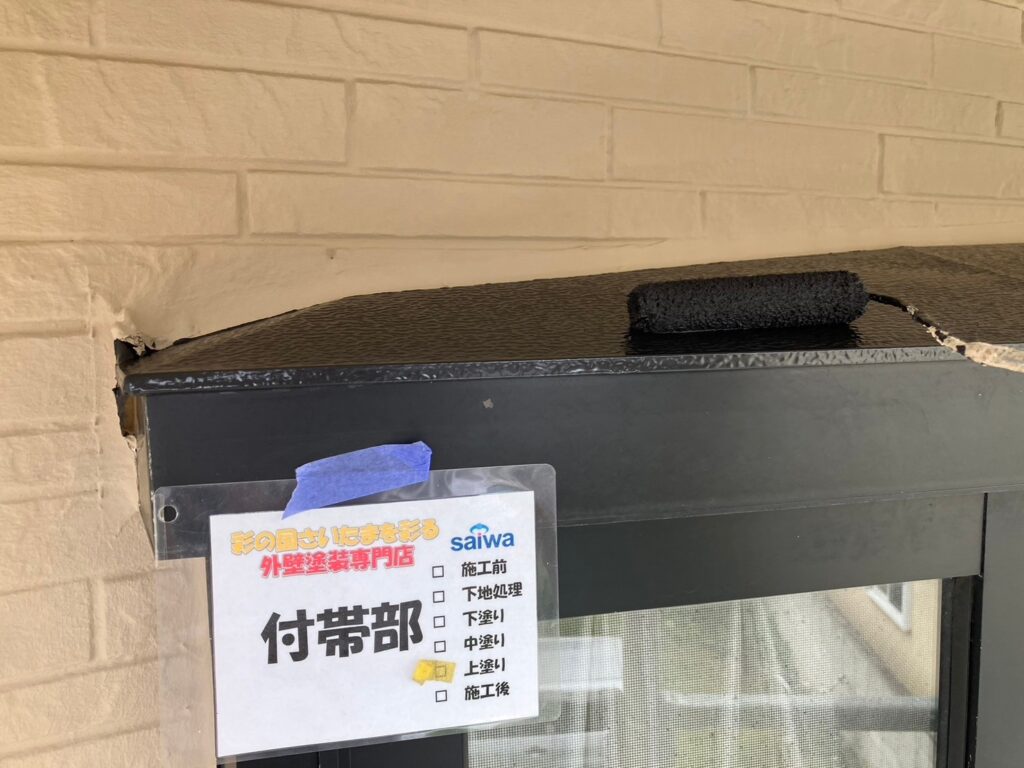 彩の国さいたまを彩る
外壁塗装専門店
saiwa
付帯部
□ 施工前
□ 下地処理
□ 下塗り
□ 中塗り
□ 上塗り
□ 施工後